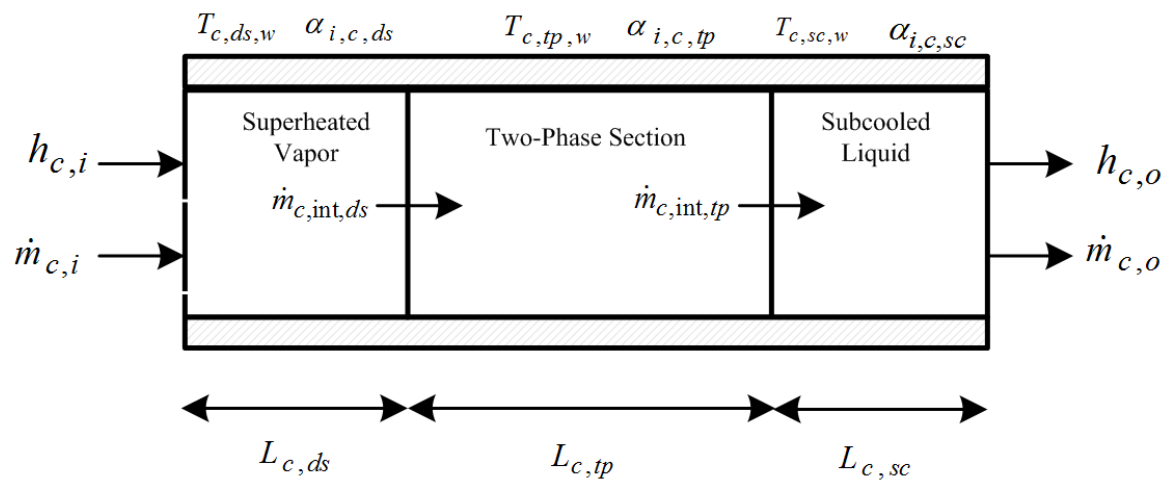 T_{c,ds,w} α_{i,c,ds} T_{c,tp,w} α_{i,c,tp} T_{c,sc,w} α_{i,c,sc}
Superheated
Vapor
Two-Phase Section
Subcooled
Liquid
h_{c,i}
h_{c,o}
ṁ_{c,int,ds} ṁ_{c,int,tp}
ṁ_{c,i}
ṁ_{c,o}
L_{c,ds} L_{c,tp} L_{c,sc}